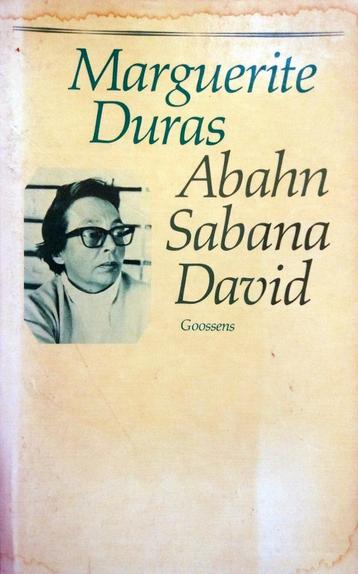 Marguerite
Duras
Abahn
Sabana
David
Goossens